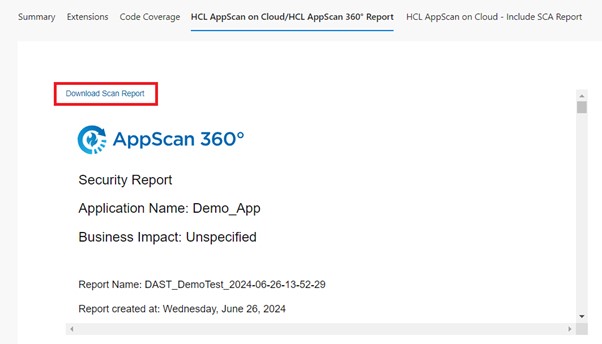 Summary Extensions Code Coverage HCL AppScan on Cloud/HCL AppScan 360° Report HCL AppScan on Cloud - Include SCA Report
Download Scan Report
AppScan 360°
Security Report
Application Name: Demo_App
Business Impact: Unspecified
Report Name: DAST_DemoTest_2024-06-26-13-52-29
Report created at: Wednesday, June 26, 2024